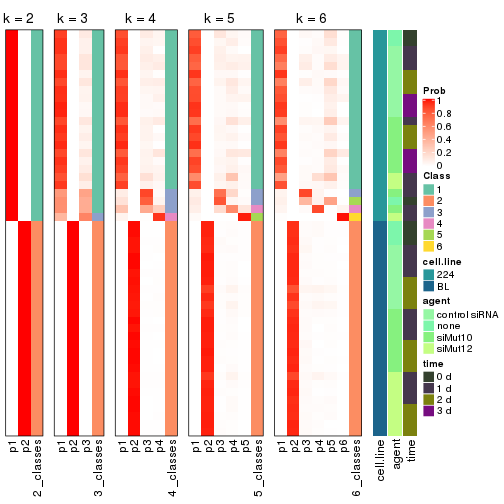 k = 2
k = 3
k = 4
k = 5
k = 6
Prob
1
0.8
0.6
0.4
0.2
0
Class
1
2
3
4
5
6
cell.line
224
BL
agent
control siRNA
none
siMut10
siMut12
time
0 d
1 d
2 d
3 d
p1
p2
2_classes
p1
p2
p3
3_classes
p1
p2
p3
p4
4_classes
p1
p2
p3
p4
p5
5_classes
p1
p2
p3
p4
p5
p6
6_classes
cell.line
agent
time